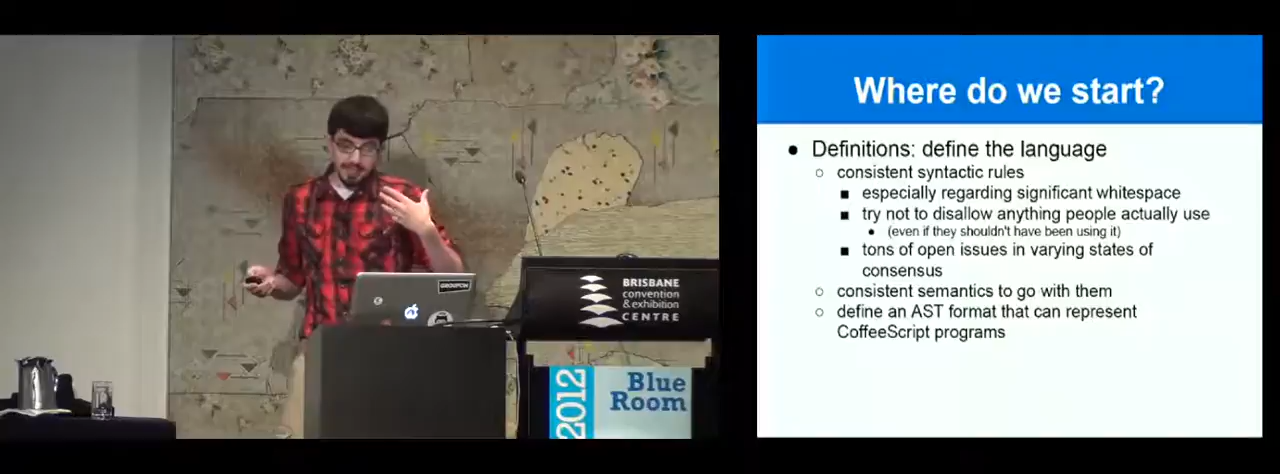 GROUPON
BRISBANE
convention
& exhibition
CENTRE
2012
Blue
Room
Where do we start?
● Definitions: define the language
○ consistent syntactic rules
■ especially regarding significant whitespace
■ try not to disallow anything people actually use
● (even if they shouldn't have been using it)
■ tons of open issues in varying states of
consensus
○ consistent semantics to go with them
○ define an AST format that can represent
CoffeeScript programs